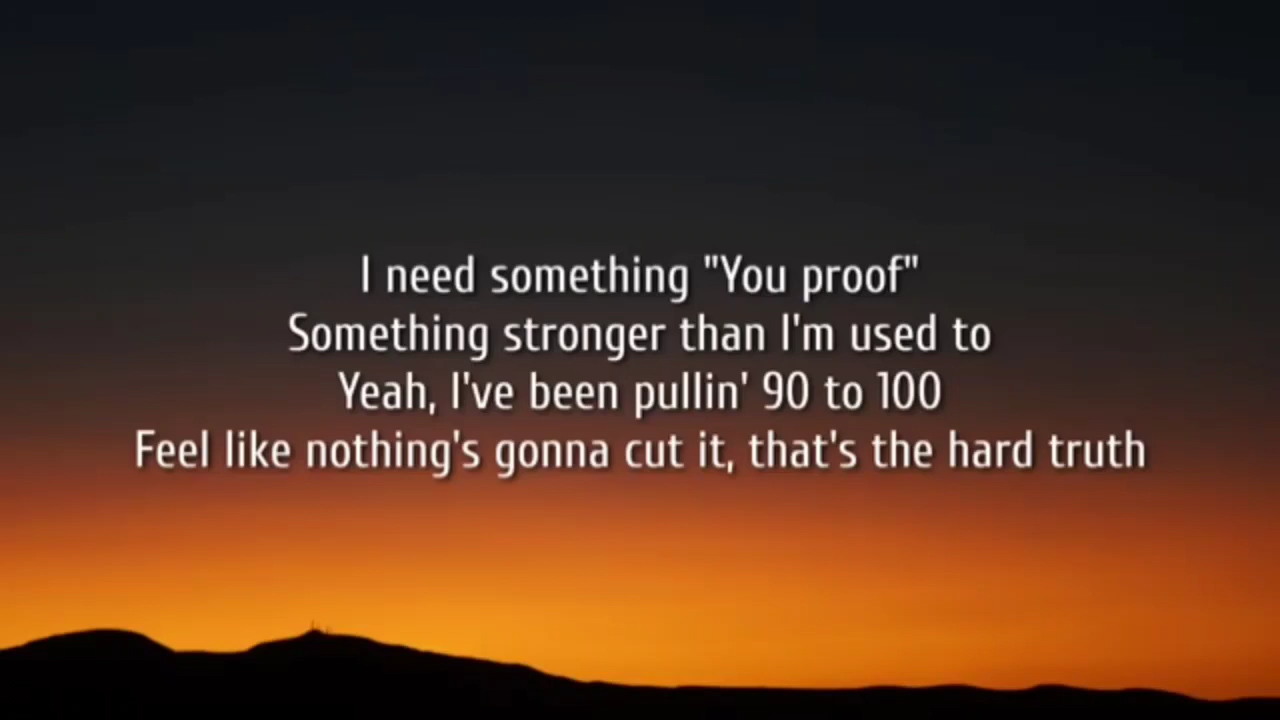 I need something "You proof"
Something stronger than I'm used to
Yeah, I've been pullin' 90 to 100
Feel like nothing's gonna cut it, that's the hard truth